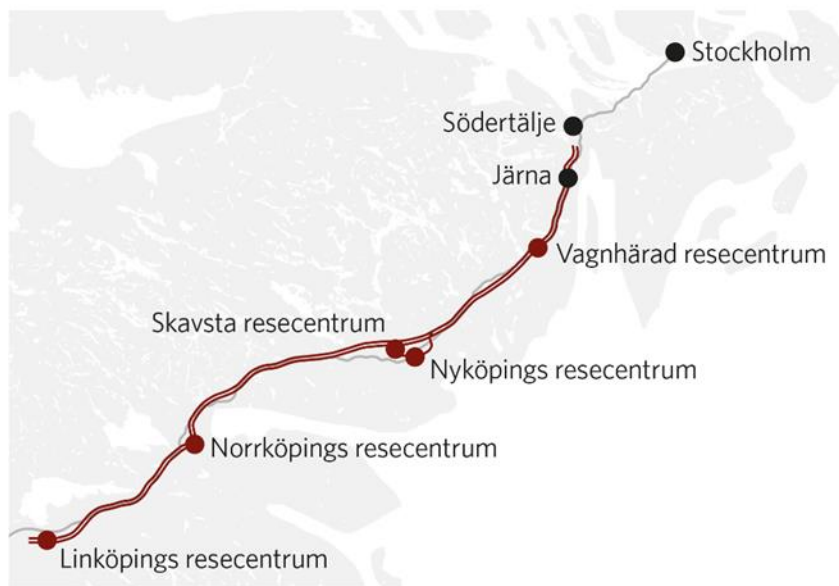 Stockholm
Södertälje
Järna
Vagnhärad resecentrum
Skavsta resecentrum
Nyköpings resecentrum
Norrköpings resecentrum
Linköpings resecentrum